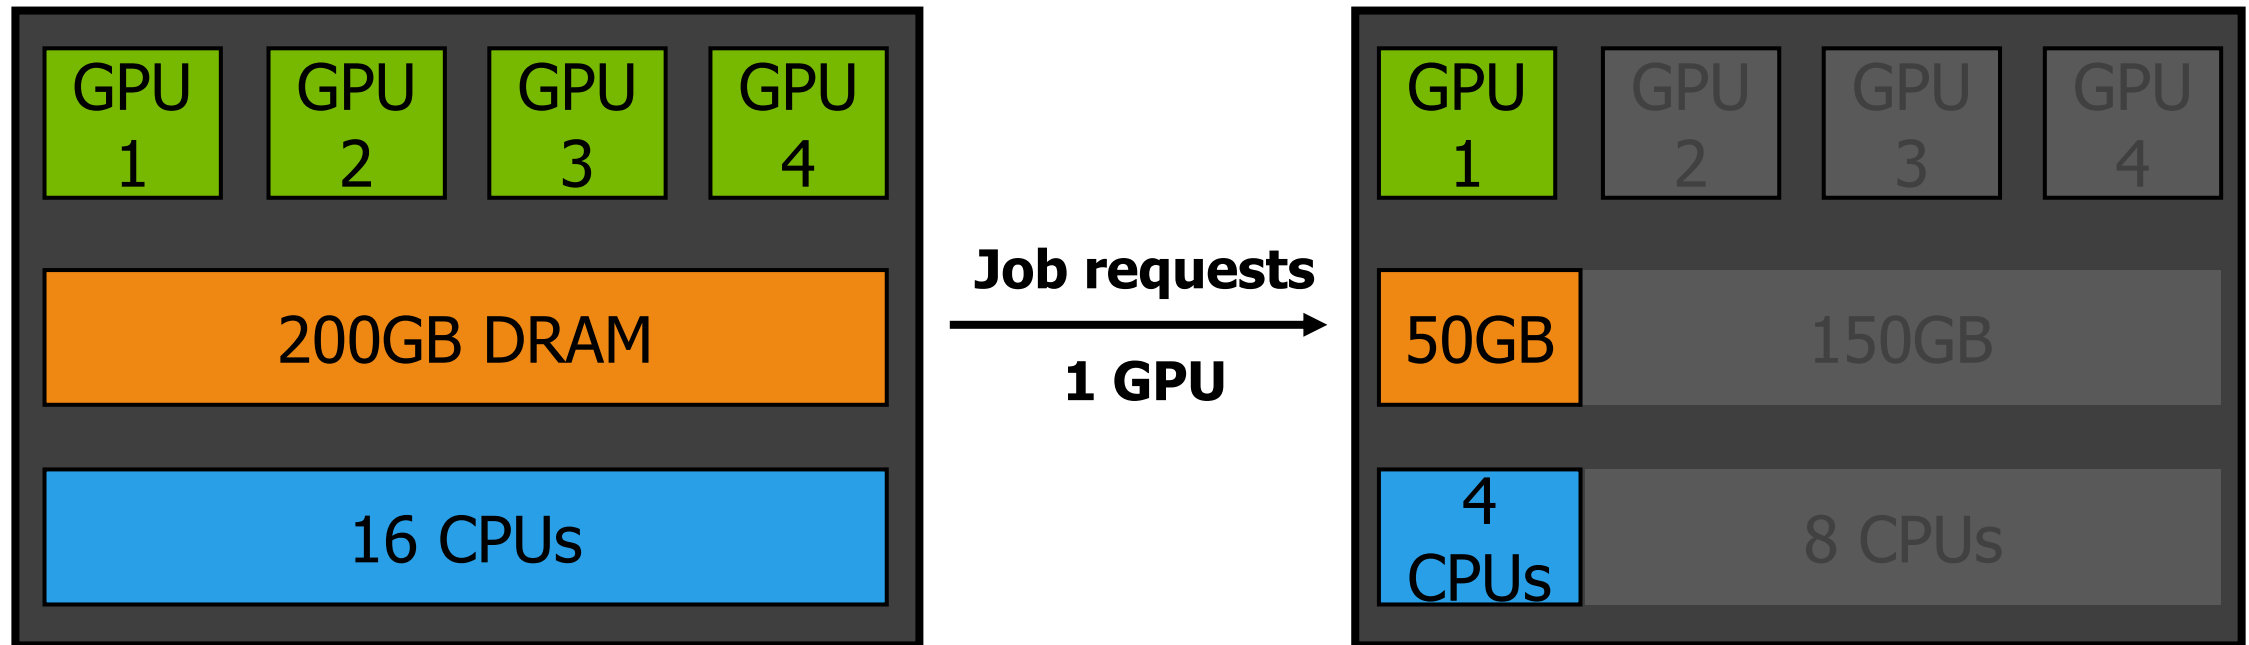 GPU
1
GPU
2
GPU
3
GPU
4
200GB DRAM
16 CPUs
Job requests
1 GPU
GPU
1
GPU
2
GPU
3
GPU
4
50GB
150GB
4
CPUs
8 CPUs